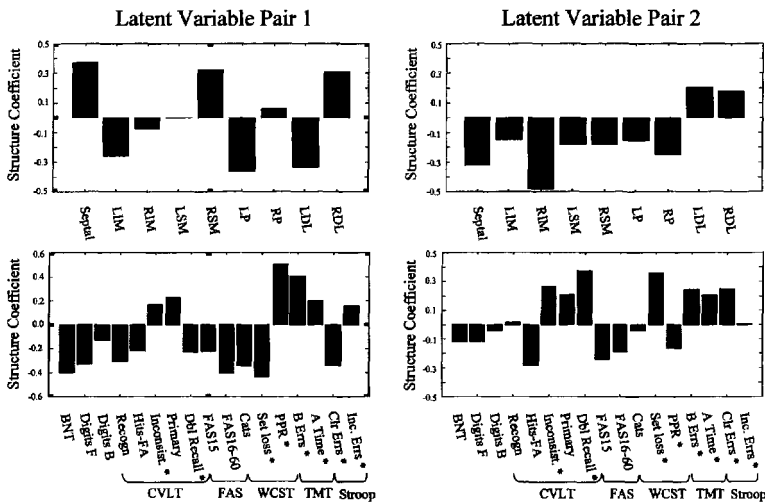 Latent Variable Pair 1
Latent Variable Pair 2
Structure Coefficient
0.5
0.3
0.1
-0.1
-0.3
-0.5
Septal
LIM
RIM
LSM
RSM
LP
RP
LDL
RDL
Structure Coefficient
0.5
0.3
0.1
-0.1
-0.3
-0.5
Septal
LIM
RIM
LSM
RSM
LP
RP
LDL
RDL
Structure Coefficient
0.6
0.4
0.2
0.0
-0.2
-0.4
-0.6
BNT
Digits F
Digits B
Recogn
Hits-FA
Inconsist. *
Primary
Dbl Recall *
FAS15
FAS16-60
Cats
Set loss *
PPR *
B Errs *
A Time *
Clr Errs *
Inc. Errs *
CVLT
FAS
WCST
TMT
Stroop
Structure Coefficient
0.5
0.3
0.1
-0.1
-0.3
-0.5
BNT
Digits F
Digits B
Recogn
Hits-FA
Inconsist. *
Primary
Dbl Recall *
FAS15
FAS16-60
Cats
Set loss *
PPR *
B Errs *
A Time *
Clr Errs *
Inc. Errs *
CVLT
FAS
WCST
TMT
Stroop